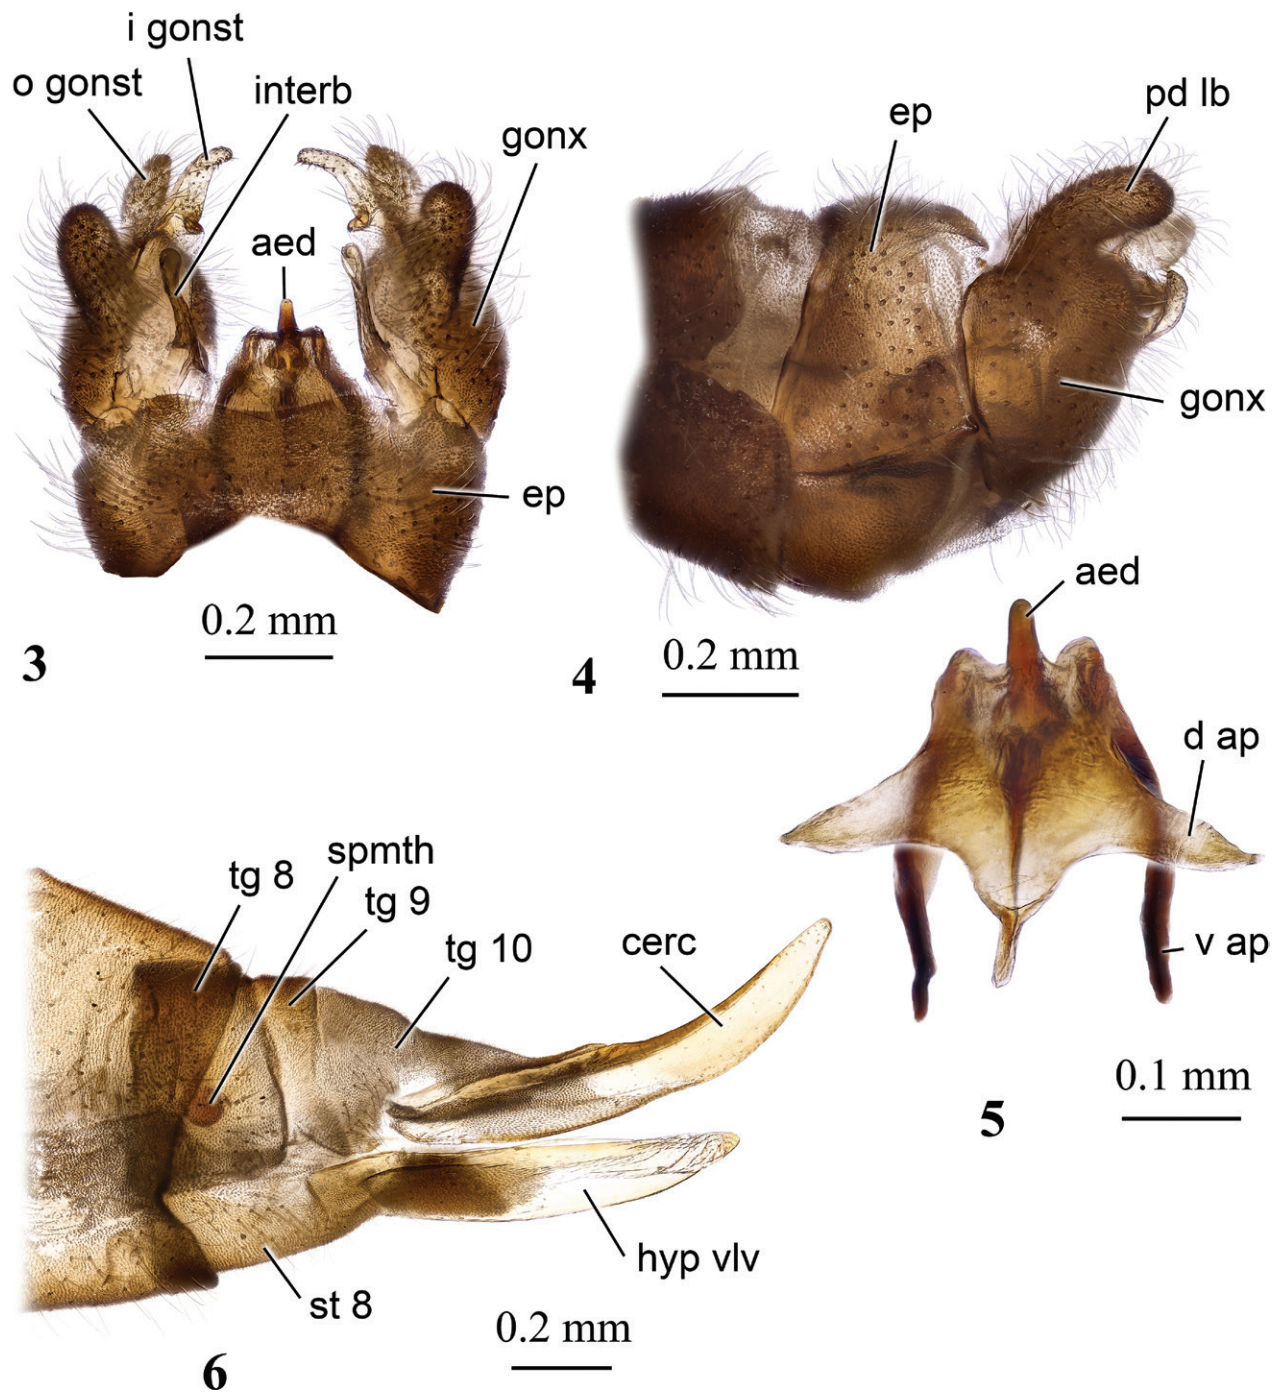 i gonst
o gonst
interb
gonx
aed
ep
0.2 mm
3
ep
pd lb
gonx
0.2 mm
4
aed
d ap
v ap
0.1 mm
5
spmth
tg 8
tg 9
tg 10
cerc
hyp vlv
st 8
0.2 mm
6